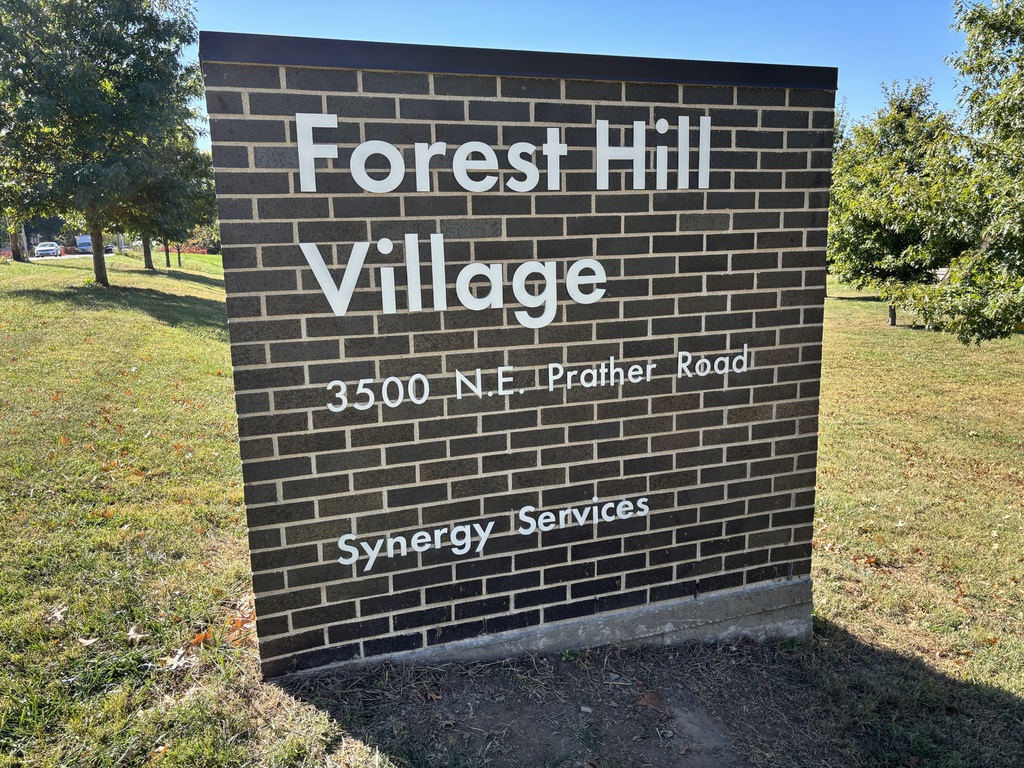 Forest Hill
Village
3500 N.E. Prather Road
Synergy Services